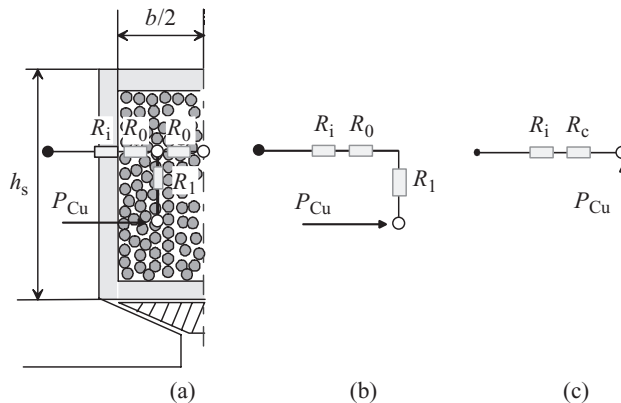 b/2
R_i R_0 R_0
R_1
h_s
P_Cu
(a)
R_i R_0
R_1
P_Cu
(b)
R_i R_c
P_Cu
(c)